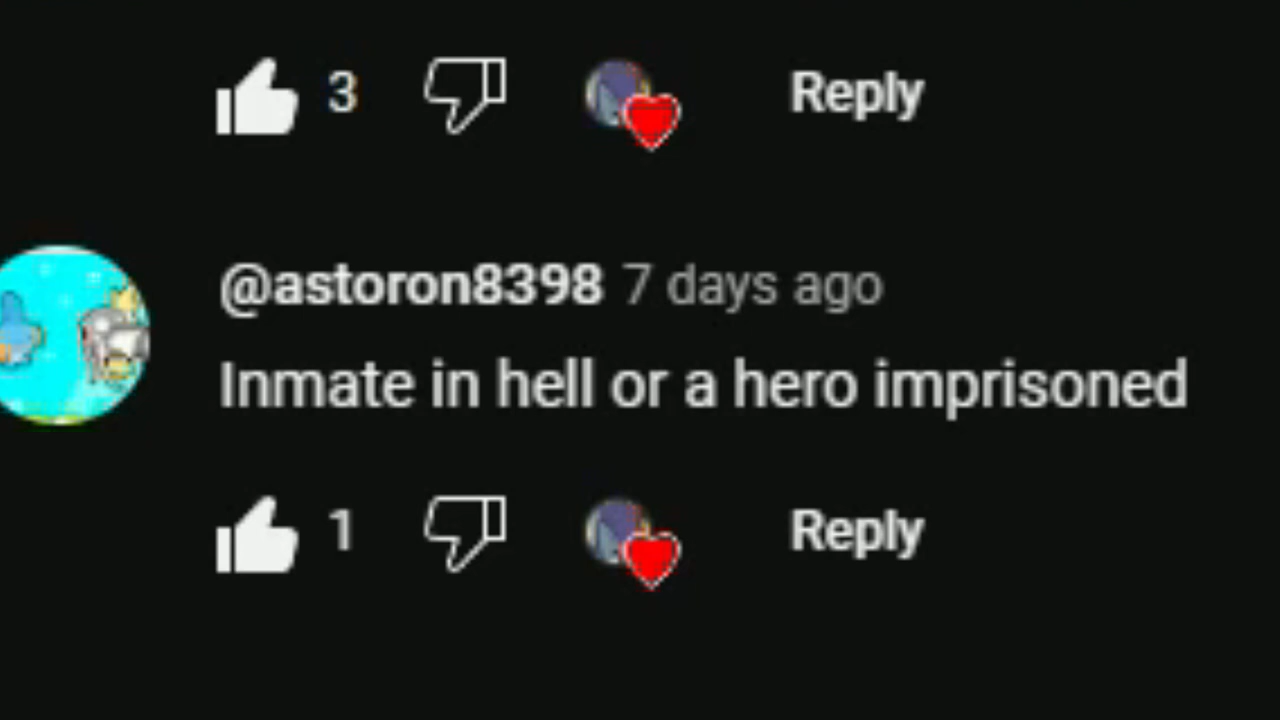 3 Reply
@astoron8398 7 days ago
Inmate in hell or a hero imprisoned
1 Reply